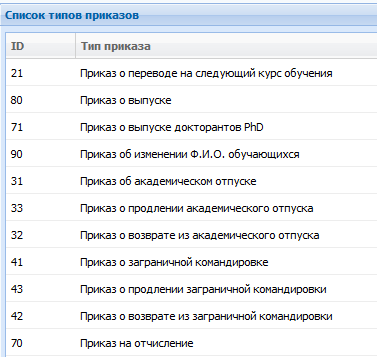 Список типов приказов
ID Тип приказа
21 Приказ о переводе на следующий курс обучения
80 Приказ о выпуске
71 Приказ о выпуске докторантов PhD
90 Приказ об изменении Ф.И.О. обучающихся
31 Приказ об академическом отпуске
33 Приказ о продлении академического отпуска
32 Приказ о возврате из академического отпуска
41 Приказ о заграничной командировке
43 Приказ о продлении заграничной командировки
42 Приказ о возврате из заграничной командировки
70 Приказ на отчисление